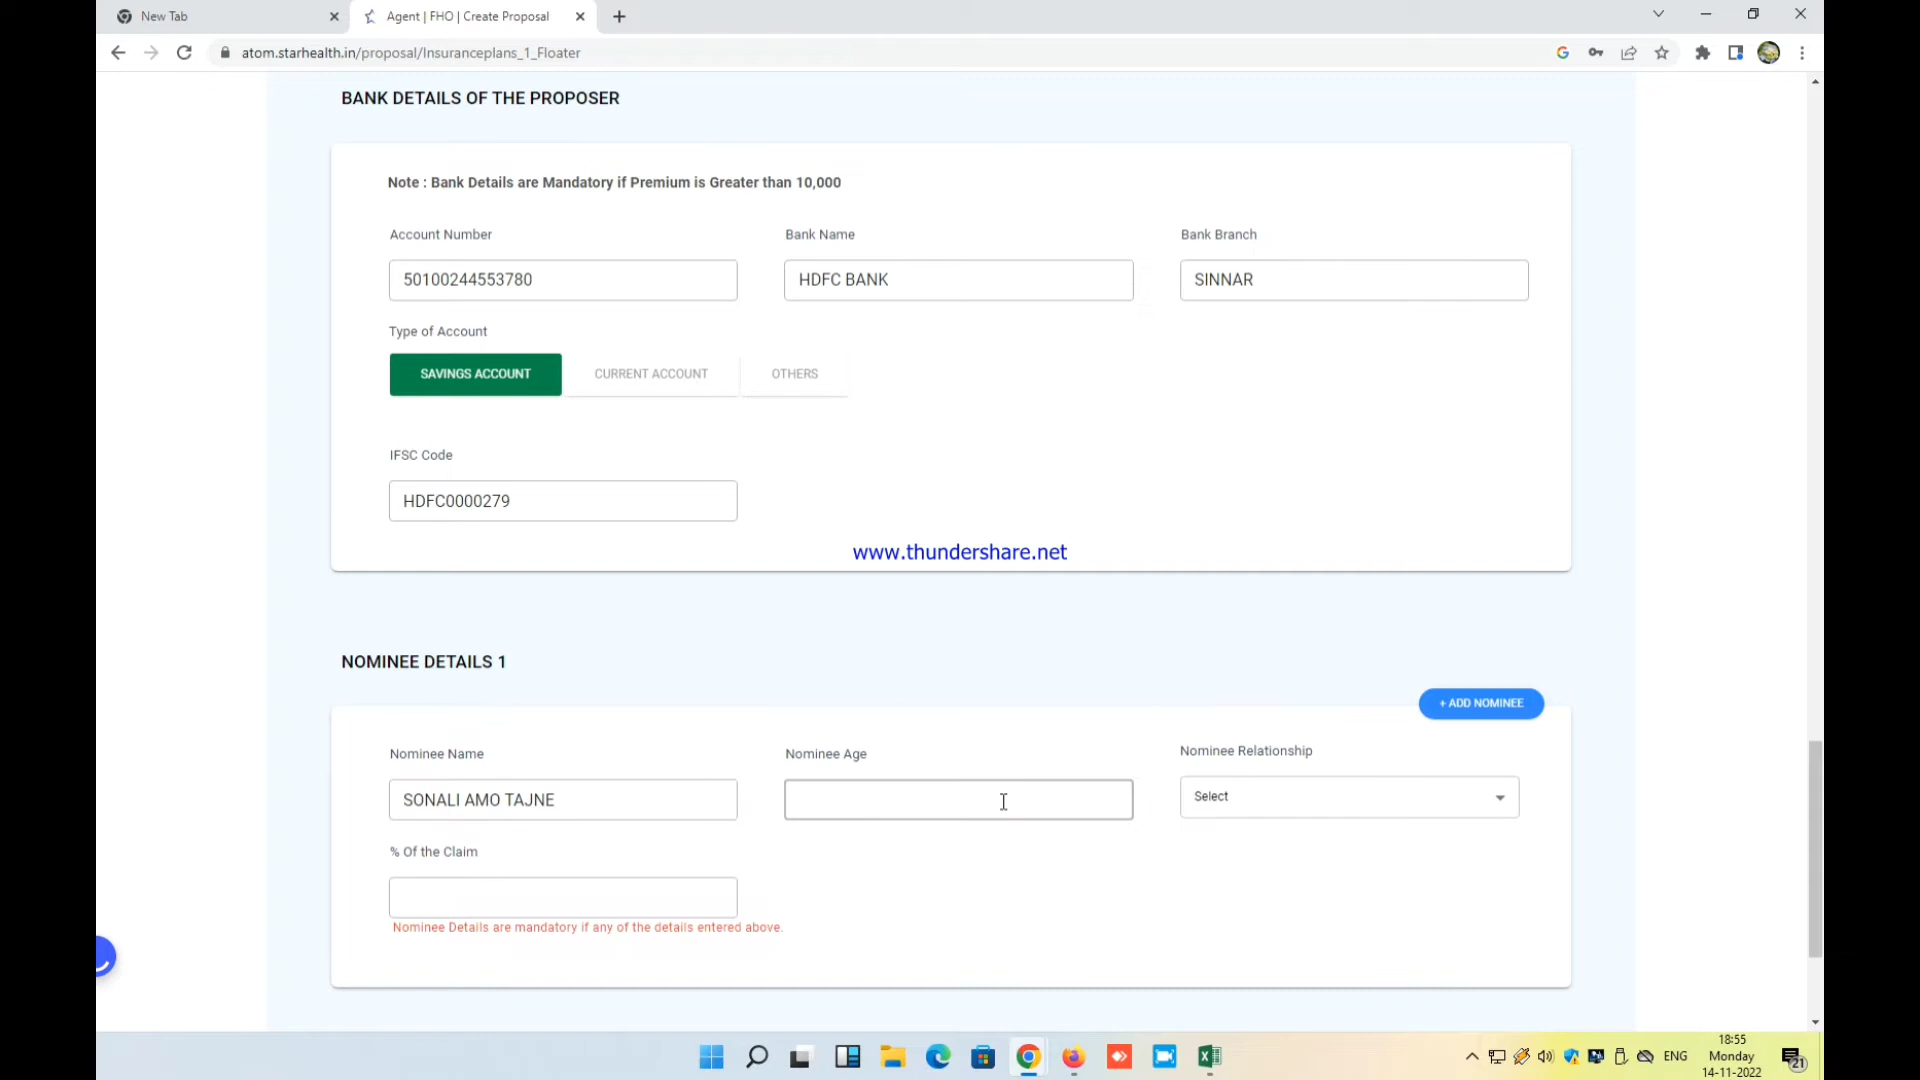 New Tab
Agent | FHO | Create Proposal
atom.starhealth.in/proposal/Insuranceplans_1_Floater
BANK DETAILS OF THE PROPOSER
Note : Bank Details are Mandatory if Premium is Greater than 10,000
Account Number
Bank Name
Bank Branch
50100244553780
HDFC BANK
SINNAR
Type of Account
SAVINGS ACCOUNT
CURRENT ACCOUNT
OTHERS
IFSC Code
HDFC0000279
www.thundershare.net
NOMINEE DETAILS 1
+ ADD NOMINEE
Nominee Name
Nominee Age
Nominee Relationship
SONALI AMO TAJNE
Select
% Of the Claim
Nominee Details are mandatory if any of the details entered above.
ENG
18:55
Monday
14-11-2022
21